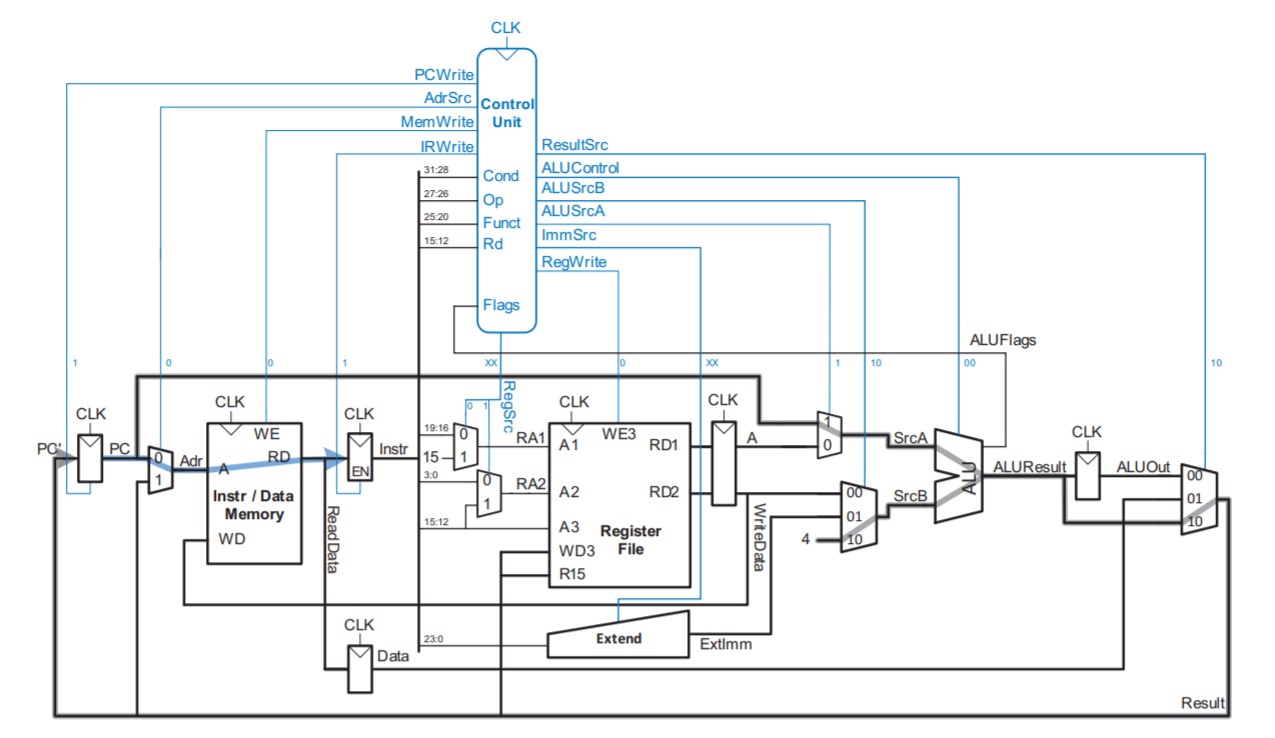 CLK
PCWrite
AdrSrc
MemWrite
IRWrite
Control
Unit
ResultSrc
ALUControl
ALUSrcB
ALUSrcA
ImmSrc
RegWrite
31:28
Cond
27:26
Op
25:20
Funct
15:12
Rd
Flags
ALUFlags
1
0
0
1
XX
0
XX
1
10
00
10
RegSrc
0 1
CLK
PC'
PC
0
1
Adr
CLK
WE
A
RD
Instr / Data
Memory
WD
ReadData
CLK
EN
Instr
19:16
15
3:0
15:12
0
1
0
1
RA1
RA2
CLK
WE3
A1
RD1
A2
RD2
A3
Register
File
WD3
R15
CLK
A
WriteData
1
0
SrcA
00
01
10
4
SrcB
ALU
ALUResult
CLK
ALUOut
00
01
10
CLK
Data
23:0
Extend
ExtImm
Result